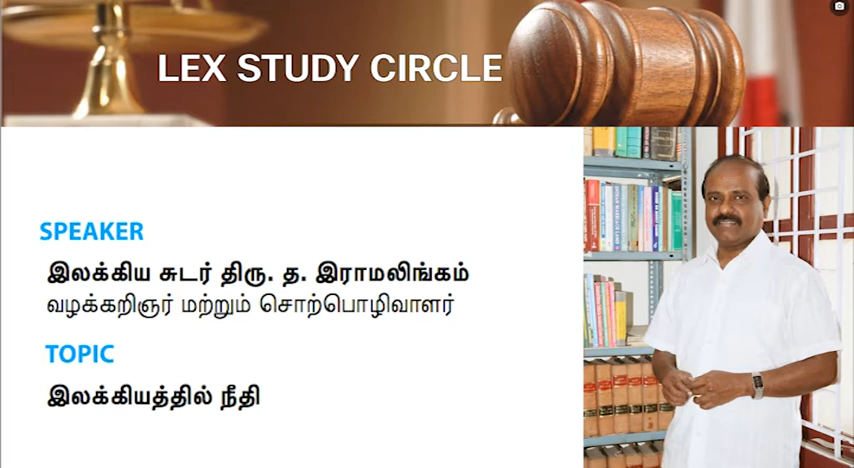 LEX STUDY CIRCLE
SPEAKER
இலக்கிய சுடர் திரு. த. இராமலிங்கம்
வழக்கறிஞர் மற்றும் சொற்பொழிவாளர்
TOPIC
இலக்கியத்தில் நீதி